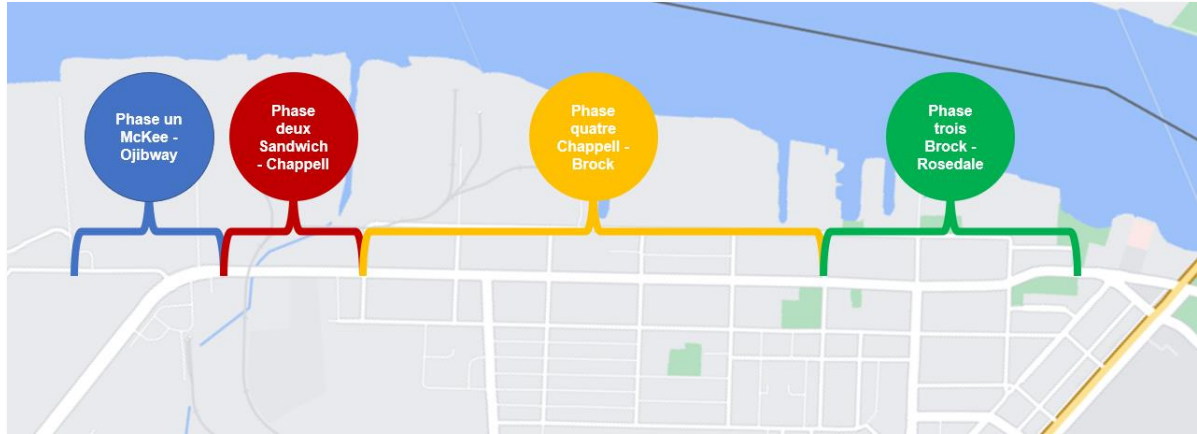 Phase un
McKee -
Ojibway
Phase
deux
Sandwich
- Chappell
Phase
quatre
Chappell -
Brock
Phase
trois
Brock -
Rosedale